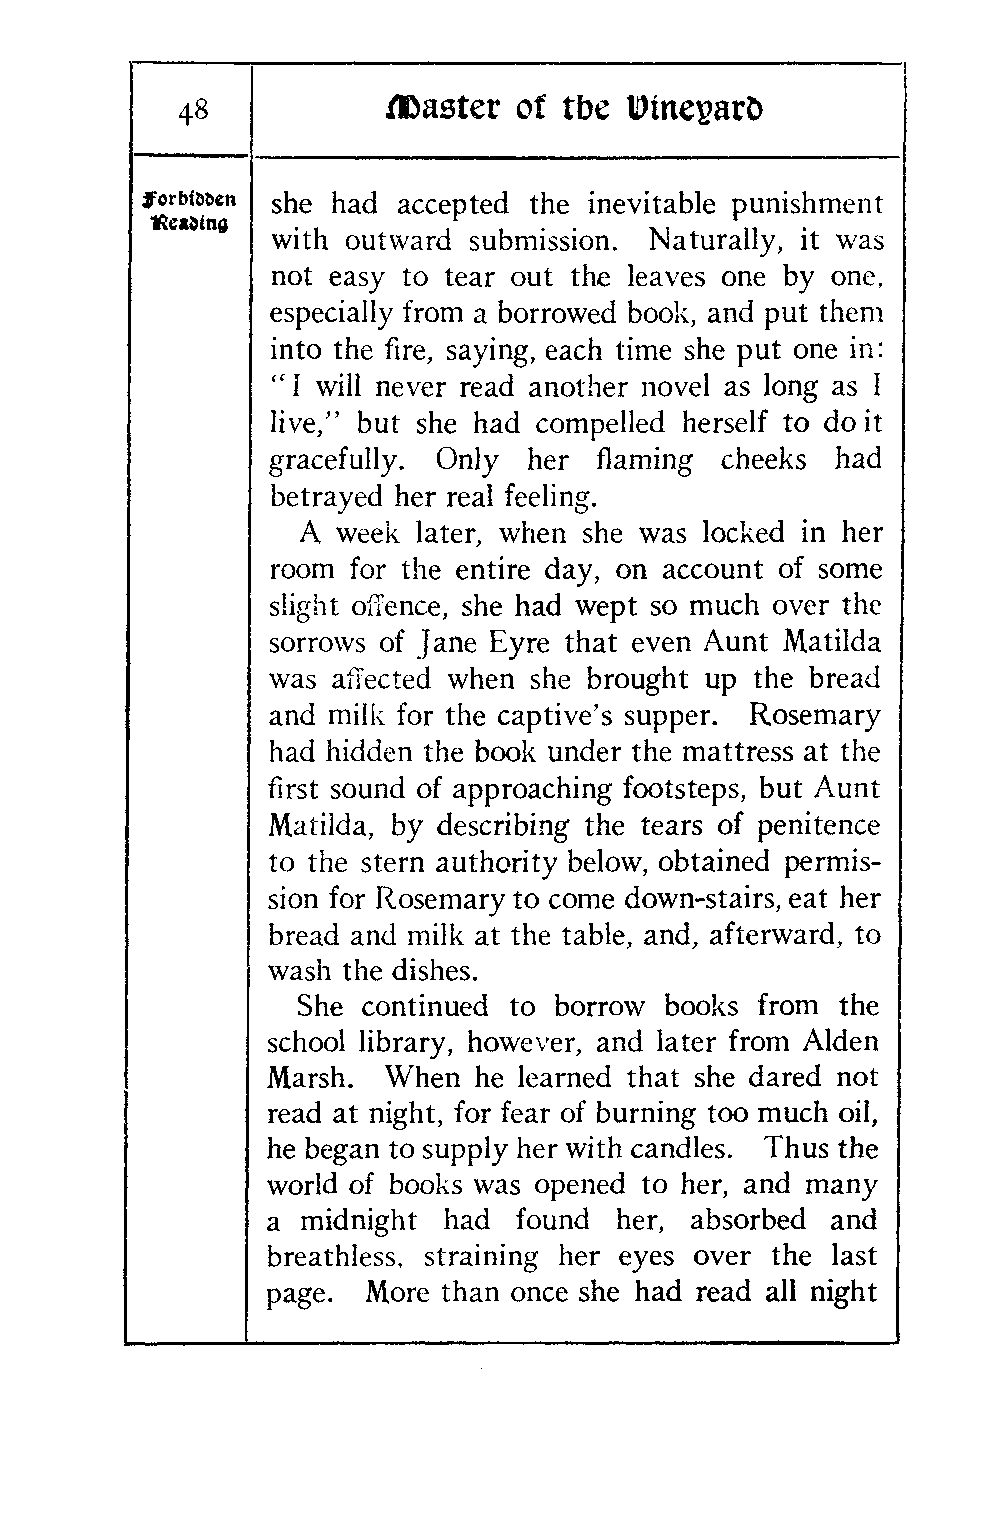 48
Master of the Vineyard
Forbidden
Reading
she had accepted the inevitable punishment
with outward submission. Naturally, it was
not easy to tear out the leaves one by one,
especially from a borrowed book, and put them
into the fire, saying, each time she put one in:
“I will never read another novel as long as I
live,” but she had compelled herself to do it
gracefully. Only her flaming cheeks had
betrayed her real feeling.
A week later, when she was locked in her
room for the entire day, on account of some
slight offence, she had wept so much over the
sorrows of Jane Eyre that even Aunt Matilda
was affected when she brought up the bread
and milk for the captive’s supper. Rosemary
had hidden the book under the mattress at the
first sound of approaching footsteps, but Aunt
Matilda, by describing the tears of penitence
to the stern authority below, obtained permis-
sion for Rosemary to come down-stairs, eat her
bread and milk at the table, and, afterward, to
wash the dishes.
She continued to borrow books from the
school library, however, and later from Alden
Marsh. When he learned that she dared not
read at night, for fear of burning too much oil,
he began to supply her with candles. Thus the
world of books was opened to her, and many
a midnight had found her, absorbed and
breathless, straining her eyes over the last
page. More than once she had read all night